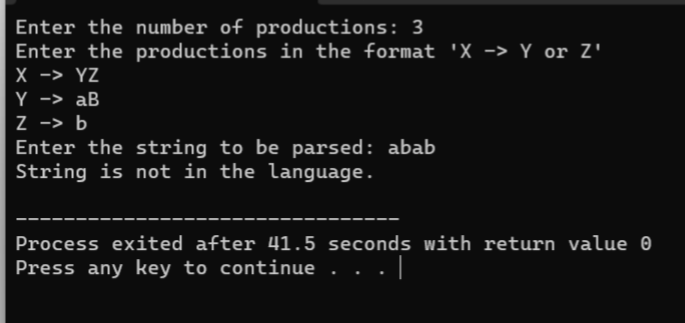 Enter the number of productions: 3
Enter the productions in the format 'X -> Y or Z'
X -> YZ
Y -> aB
Z -> b
Enter the string to be parsed: abab
String is not in the language.
--------------------------------
Process exited after 41.5 seconds with return value 0
Press any key to continue . . .